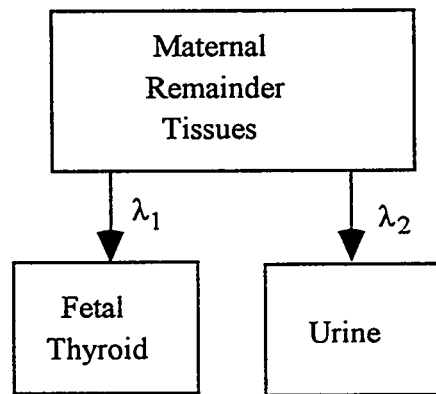 Maternal
Remainder
Tissues
λ1
λ2
Fetal
Thyroid
Urine